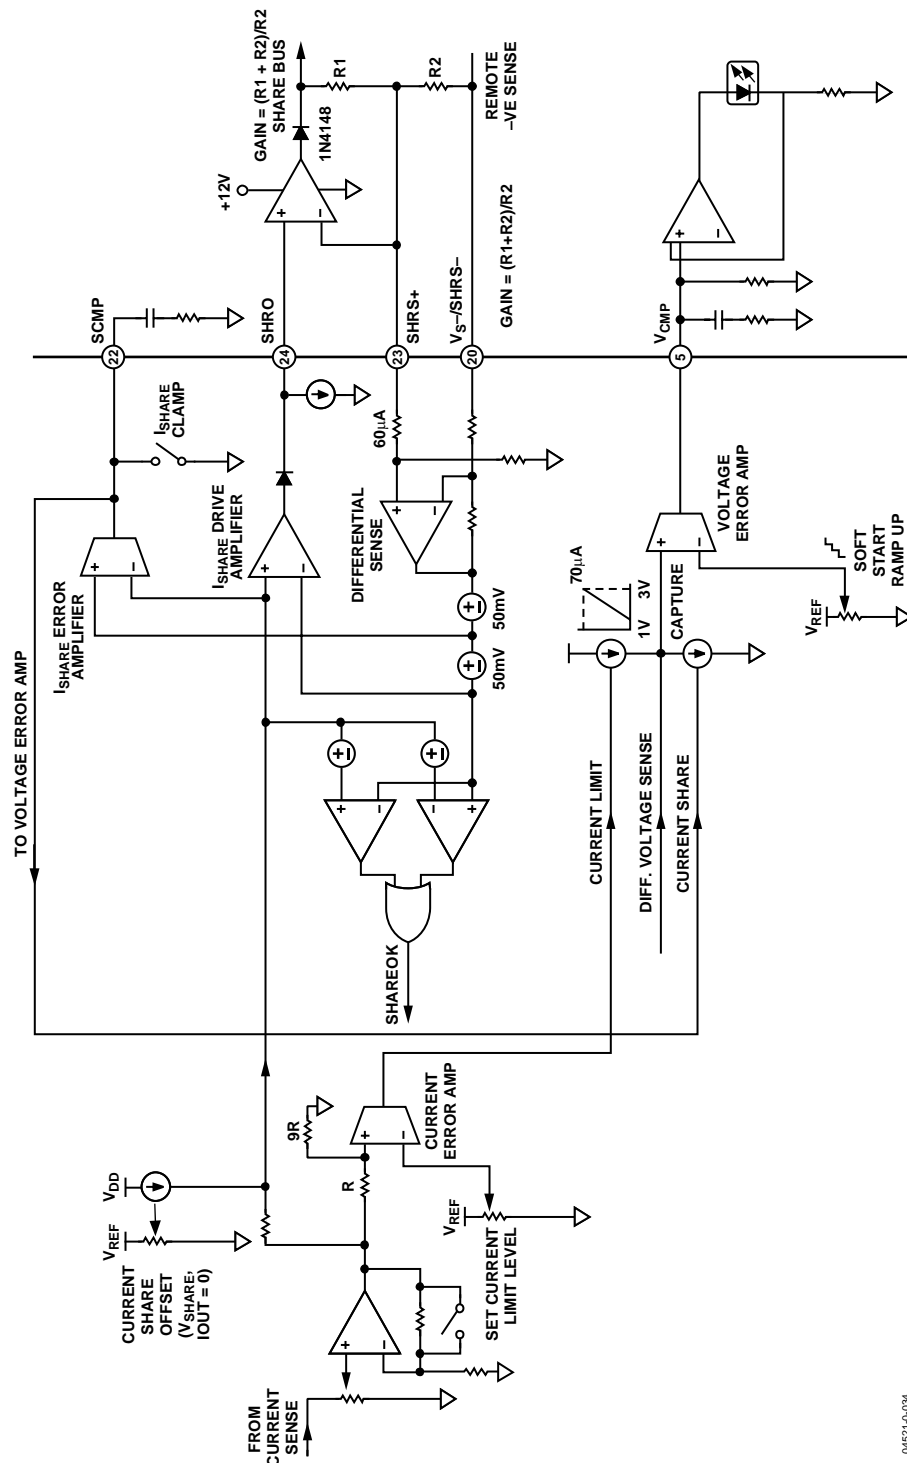 FROM
CURRENT
SENSE
CURRENT
SHARE
OFFSET
(VSHARE,
IOUT = 0)
VREF
VDD
+
–
R
9R
VREF
SET CURRENT
LIMIT LEVEL
+
–
CURRENT
ERROR AMP
TO VOLTAGE ERROR AMP
ISHARE ERROR
AMPLIFIER
+
–
ISHARE
CLAMP
22
SCMP
ISHARE DRIVE
AMPLIFIER
+
–
24
SHRO
+12V
+
–
1N4148
GAIN = (R1 + R2)/R2
SHARE BUS
R1
R2
REMOTE
–VE SENSE
GAIN = (R1+R2)/R2
23
SHRS+
20
VS–/SHRS–
60µA
DIFFERENTIAL
SENSE
+
–
50mV
50mV
+
–
–
+
SHAREOK
CURRENT LIMIT
DIFF. VOLTAGE SENSE
CURRENT SHARE
70µA
1V
3V
CAPTURE
+
–
VOLTAGE
ERROR AMP
VREF
SOFT
START
RAMP UP
5
VCMP
+
–
04521-0-034